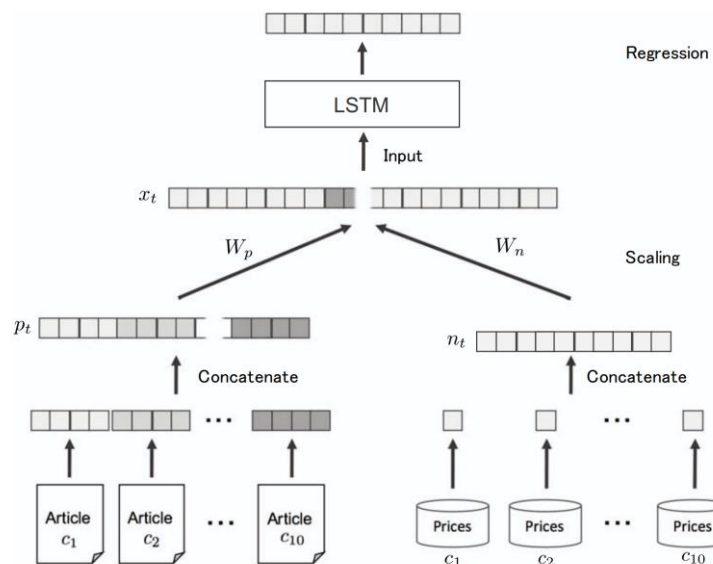 Regression
LSTM
Input
x_t
W_p W_n
Scaling
p_t n_t
Concatenate Concatenate
... ...
Article Article Article
c_1 c_2 ... c_10
Prices Prices ... Prices
c_1 c_2 c_10